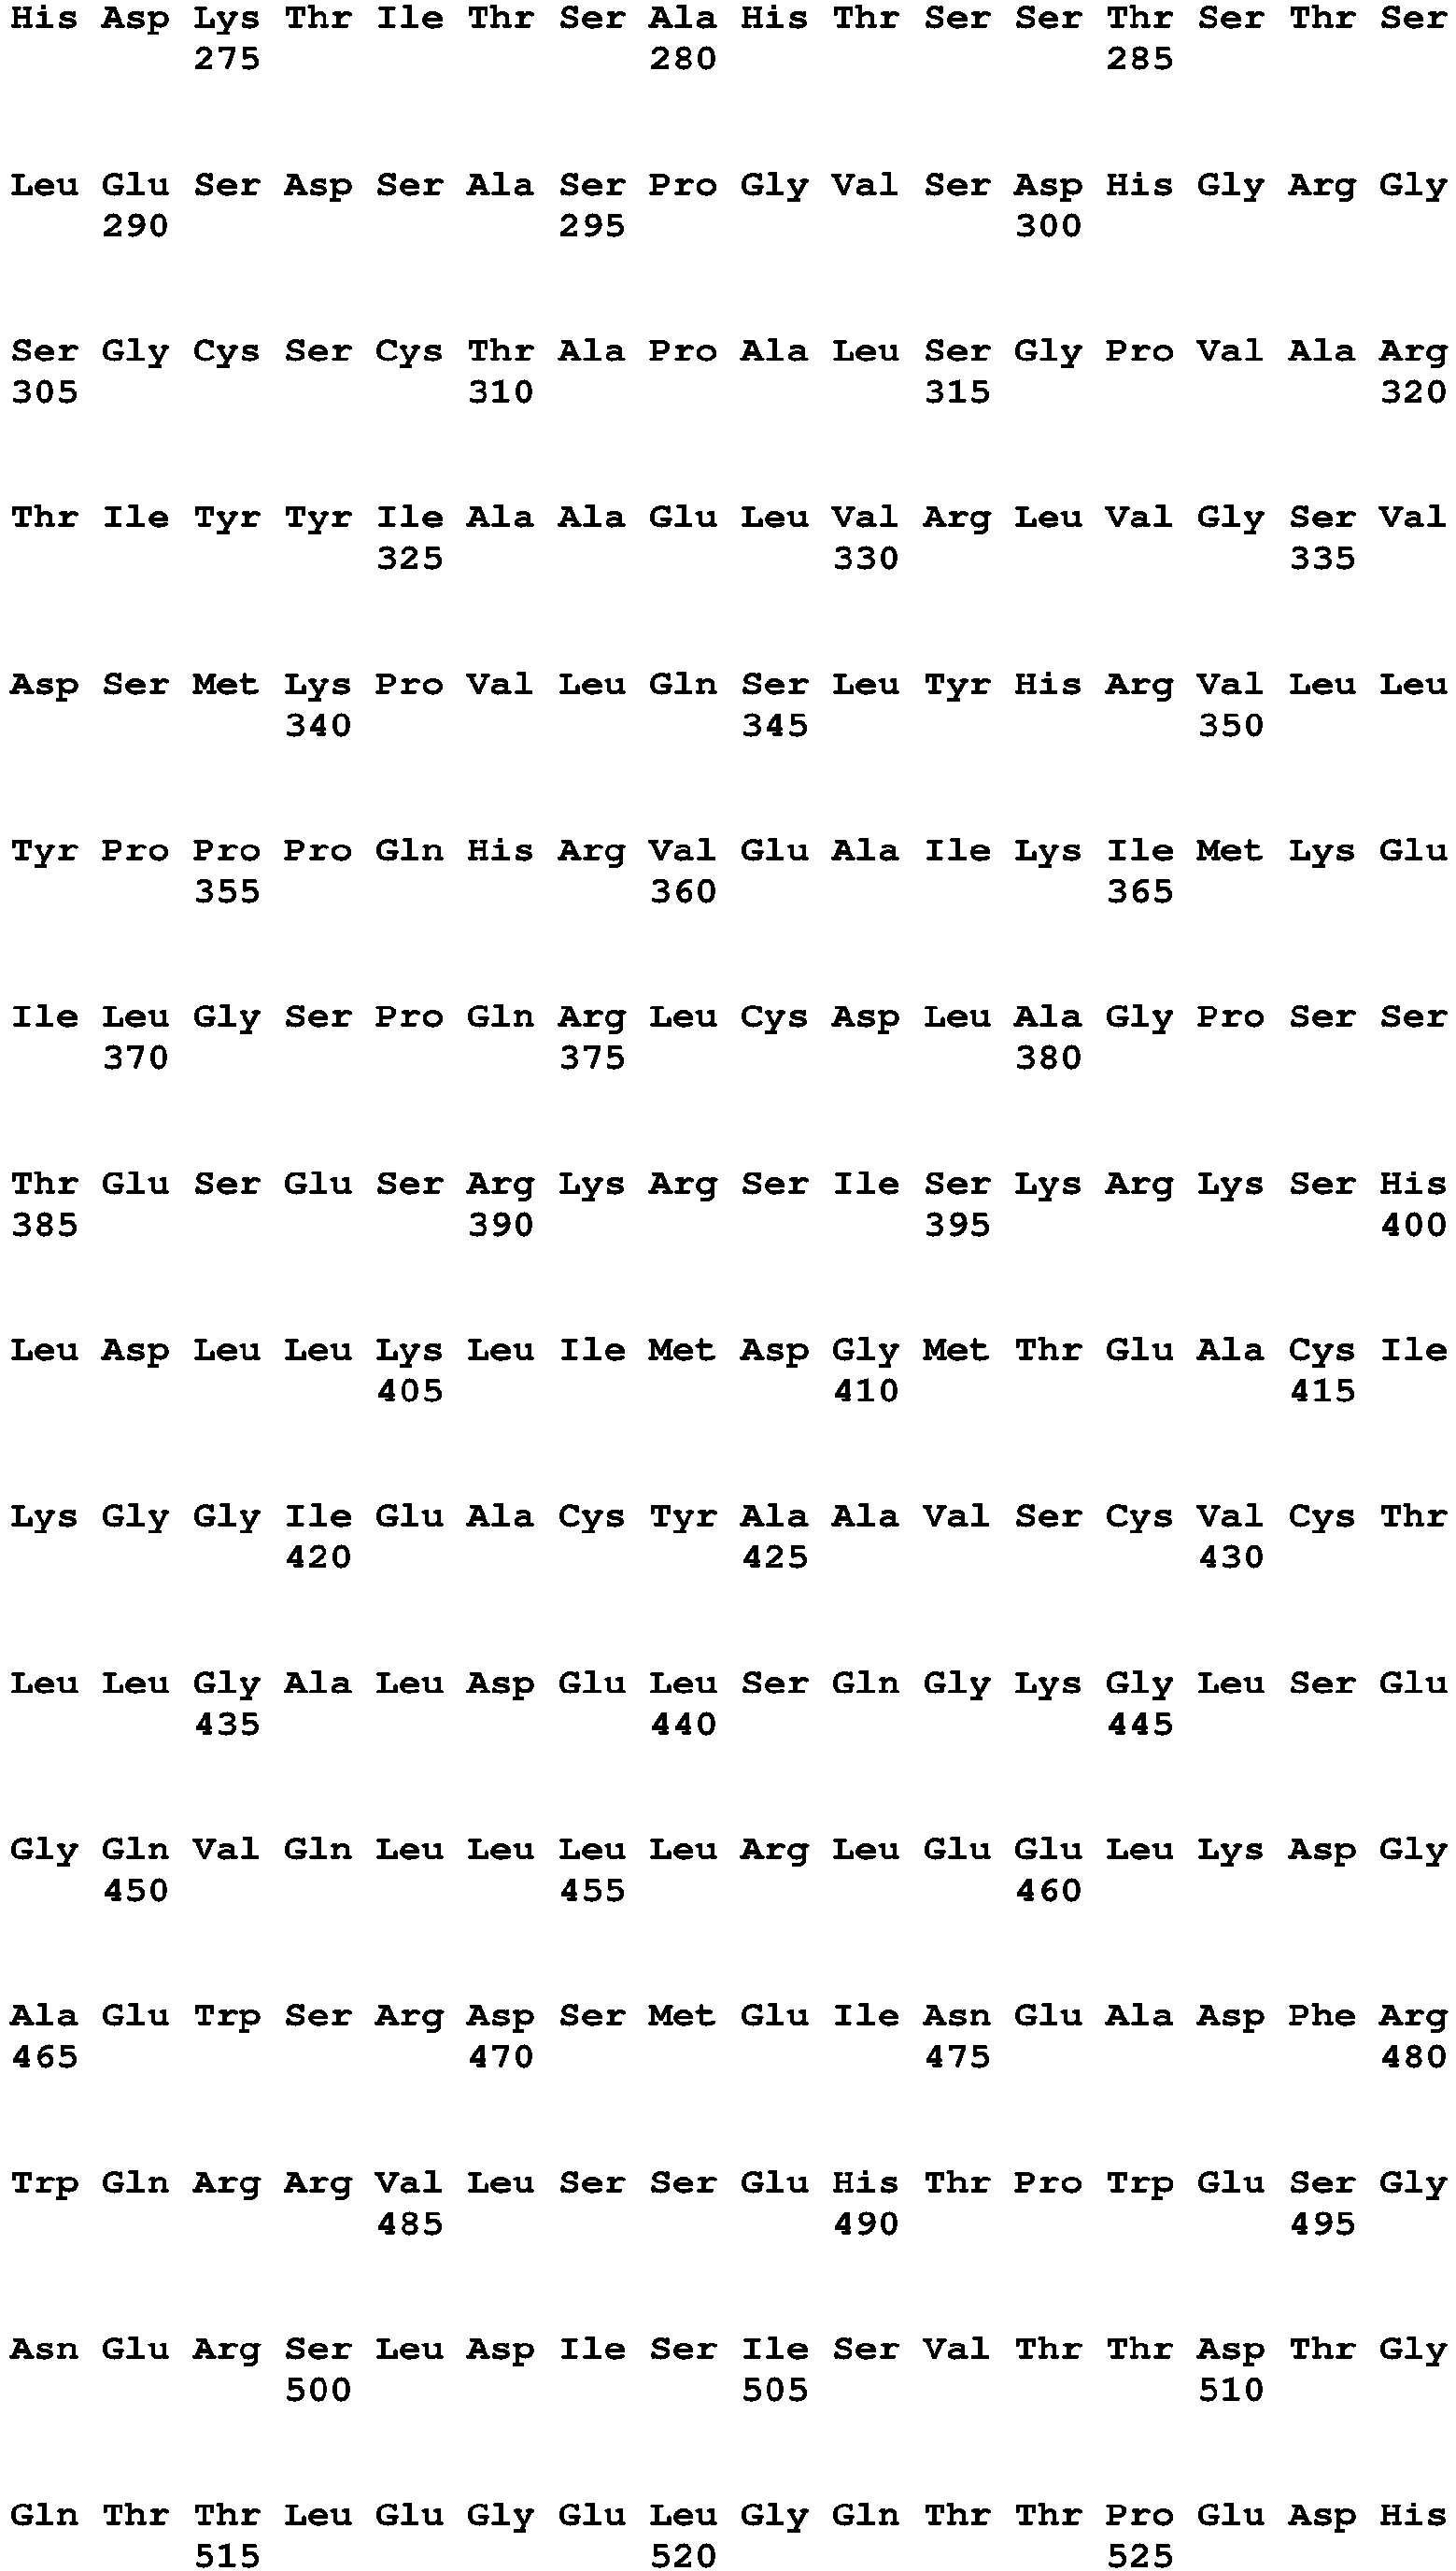 His Asp Lys Thr Ile Thr Ser Ala His Thr Ser Ser Thr Ser Thr Ser
275 280 285
Leu Glu Ser Asp Ser Ala Ser Pro Gly Val Ser Asp His Gly Arg Gly
290 295 300
Ser Gly Cys Ser Cys Thr Ala Pro Ala Leu Ser Gly Pro Val Ala Arg
305 310 315 320
Thr Ile Tyr Tyr Ile Ala Ala Glu Leu Val Arg Leu Val Gly Ser Val
325 330 335
Asp Ser Met Lys Pro Val Leu Gln Ser Leu Tyr His Arg Val Leu Leu
340 345 350
Tyr Pro Pro Pro Gln His Arg Val Glu Ala Ile Lys Ile Met Lys Glu
355 360 365
Ile Leu Gly Ser Pro Gln Arg Leu Cys Asp Leu Ala Gly Pro Ser Ser
370 375 380
Thr Glu Ser Glu Ser Arg Lys Arg Ser Ile Ser Lys Arg Lys Ser His
385 390 395 400
Leu Asp Leu Leu Lys Leu Ile Met Asp Gly Met Thr Glu Ala Cys Ile
405 410 415
Lys Gly Gly Ile Glu Ala Cys Tyr Ala Ala Val Ser Cys Val Cys Thr
420 425 430
Leu Leu Gly Ala Leu Asp Glu Leu Ser Gln Gly Lys Gly Leu Ser Glu
435 440 445
Gly Gln Val Gln Leu Leu Leu Leu Arg Leu Glu Glu Leu Lys Asp Gly
450 455 460
Ala Glu Trp Ser Arg Asp Ser Met Glu Ile Asn Glu Ala Asp Phe Arg
465 470 475 480
Trp Gln Arg Arg Val Leu Ser Ser Glu His Thr Pro Trp Glu Ser Gly
485 490 495
Asn Glu Arg Ser Leu Asp Ile Ser Ile Ser Val Thr Thr Asp Thr Gly
500 505 510
Gln Thr Thr Leu Glu Gly Glu Leu Gly Gln Thr Thr Pro Glu Asp His
515 520 525